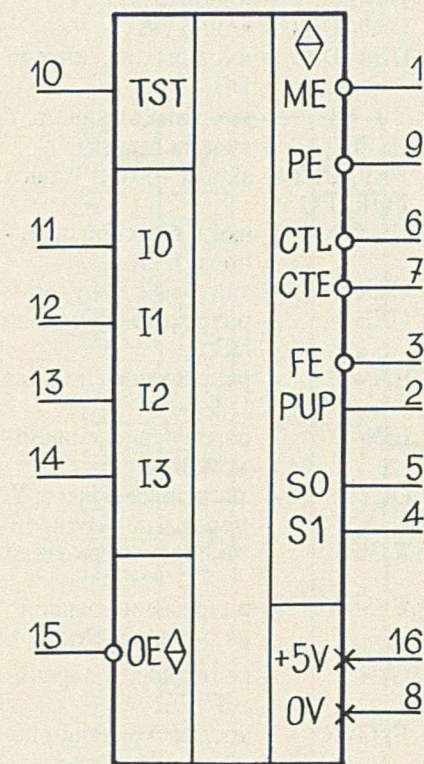 10 TST ME 1
PE 9
11 I0 CTL 6
CTE 7
12 I1
FE 3
13 I2 PUP 2
14 I3 S0 5
S1 4
15 OE +5V 16
0V 8